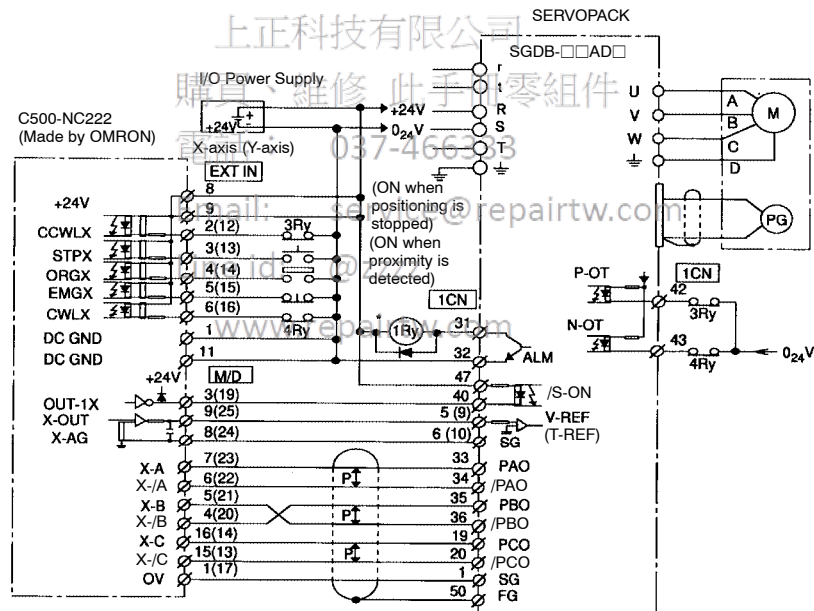 SERVOPACK
上正科技有限公司
SGDB-□□AD□
I/O Power Supply
購買、維修 此手冊零組件
r
t
R
S
T
+24V
0₂₄V
+24V
電話： 037-466333
C500-NC222
(Made by OMRON)
X-axis (Y-axis)
EXT IN
U
V
W
A
B
C
D
M
PG
+24V
CCWLX
STPX
ORGX
EMGX
CWLX
DC GND
DC GND
8
9
2(12)
3(13)
4(14)
5(15)
6(16)
1
11
3Ry
4Ry
Email: service@repairtw.com
(ON when
positioning is
stopped)
(ON when
proximity is
detected)
line id: @zzzz
www.repairtw.com
1CN
*
1Ry
31
32
ALM
P-OT
N-OT
1CN
42
3Ry
43
4Ry
0₂₄V
+24V
M/D
OUT-1X
X-OUT
X-AG
3(19)
9(25)
8(24)
47
40
5 (9)
6 (10)
/S-ON
V-REF
(T-REF)
SG
X-A 7(23) P 33 PAO
X-/A 6(22) 34 /PAO
X-B 5(21) P 35 PBO
X-/B 4(20) 36 /PBO
X-C 16(14) P 19 PCO
X-/C 15(13) 20 /PCO
OV 1(17) 1 SG
50 FG